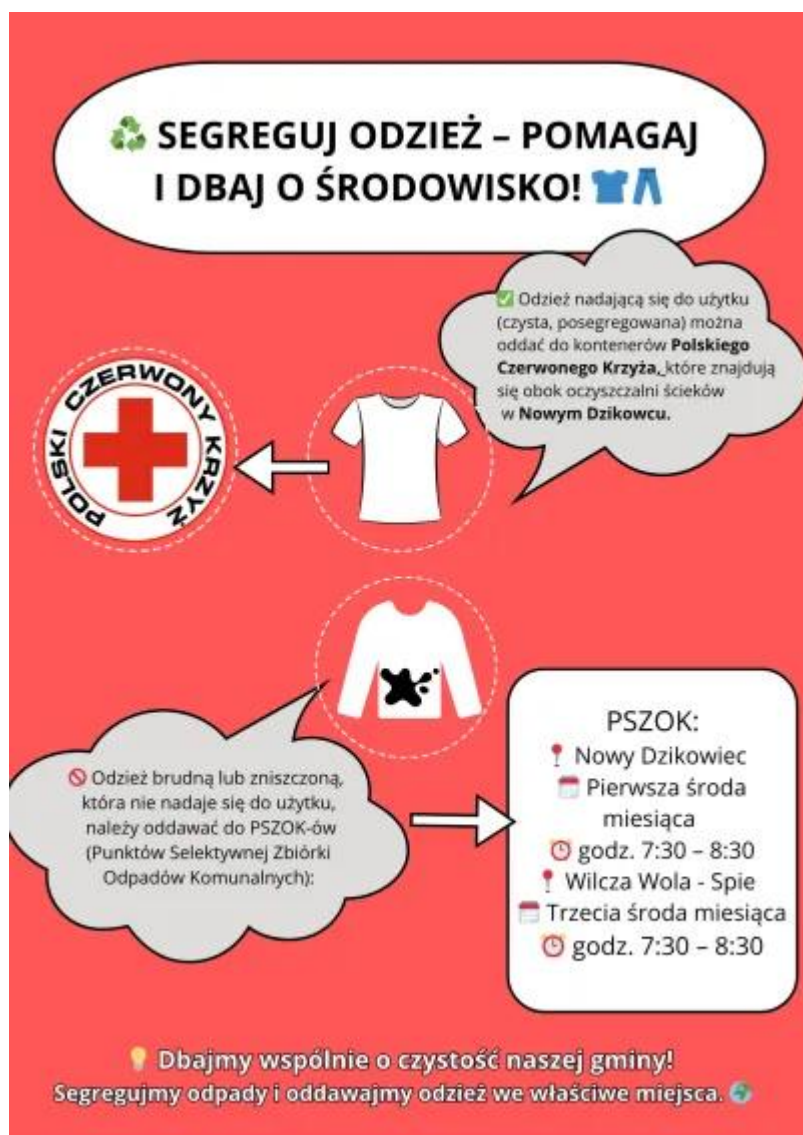 ♻️ SEGREGUJ ODZIEŻ – POMAGAJ
I DBAJ O ŚRODOWISKO! 👕👖
✅ Odzież nadającą się do użytku
(czysta, posegregowana) można
oddać do kontenerów Polskiego
Czerwonego Krzyża, które znajdują
się obok oczyszczalni ścieków
w Nowym Dzikowcu.
POLSKI CZERWONY KRZYŻ
🚫 Odzież brudną lub zniszczoną,
która nie nadaje się do użytku,
należy oddawać do PSZOK-ów
(Punktów Selektywnej Zbiórki
Odpadów Komunalnych):
PSZOK:
📍 Nowy Dzikowiec
🗓️ Pierwsza środa
miesiąca
⏰ godz. 7:30 – 8:30
📍 Wilcza Wola - Spie
🗓️ Trzecia środa miesiąca
⏰ godz. 7:30 – 8:30
💡 Dbajmy wspólnie o czystość naszej gminy!
Segregujmy odpady i oddawajmy odzież we właściwe miejsca. 🌍